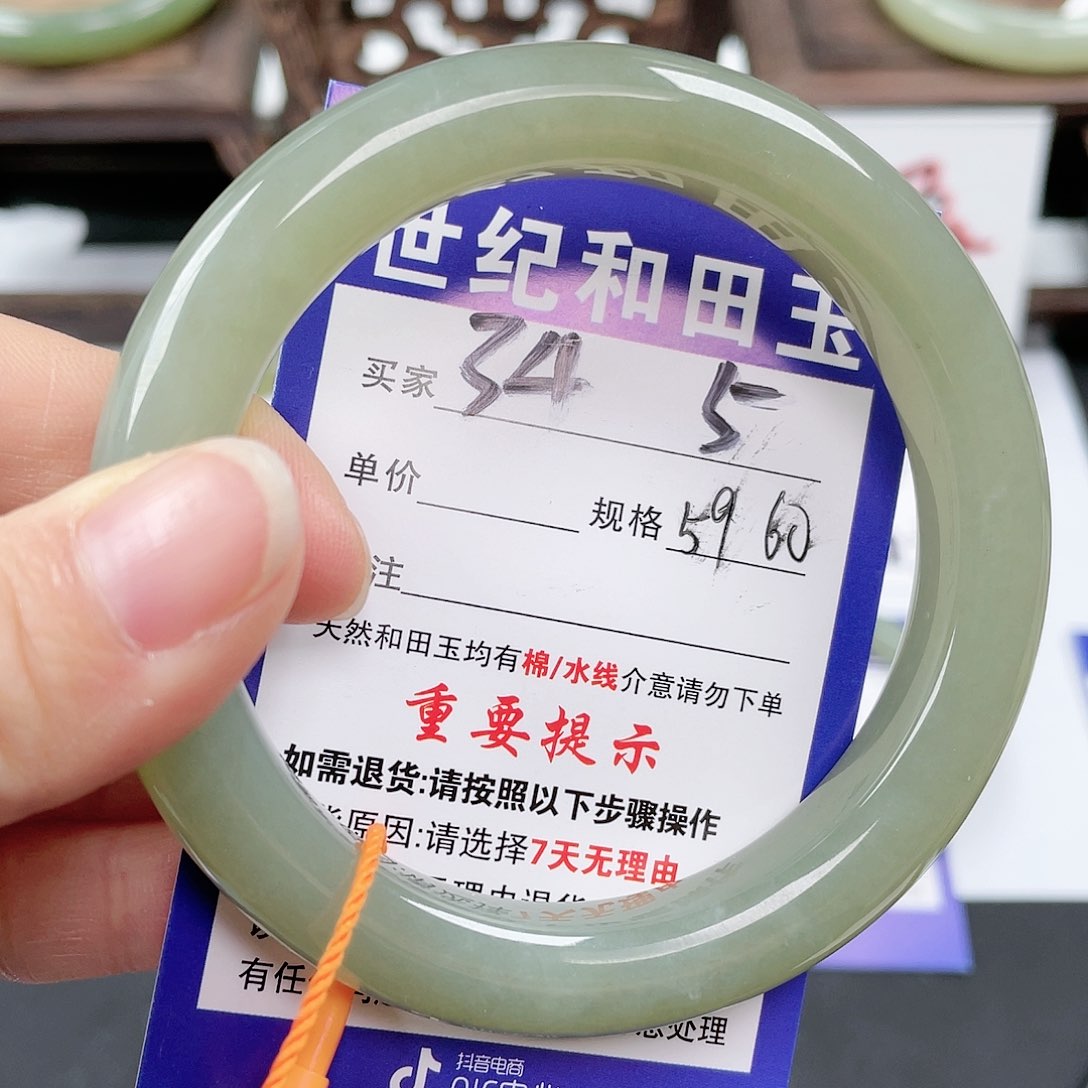 世纪和田玉
买家 34 5
单价 规格 59 60
注
天然和田玉均有棉/水线介意请勿下单
重要提示
如需退货:请按照以下步骤操作
原因:请选择7天无理由
有任
处理
抖音电商